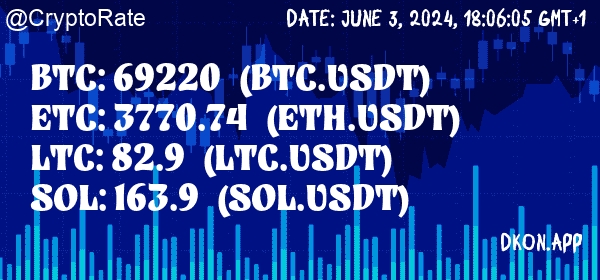 @CryptoRate
DATE: JUNE 3, 2024, 18:06:05 GMT+1
BTC: 69220 (BTC.USDT)
ETC: 3770.74 (ETH.USDT)
LTC: 82.9 (LTC.USDT)
SOL: 163.9 (SOL.USDT)
DKON.APP